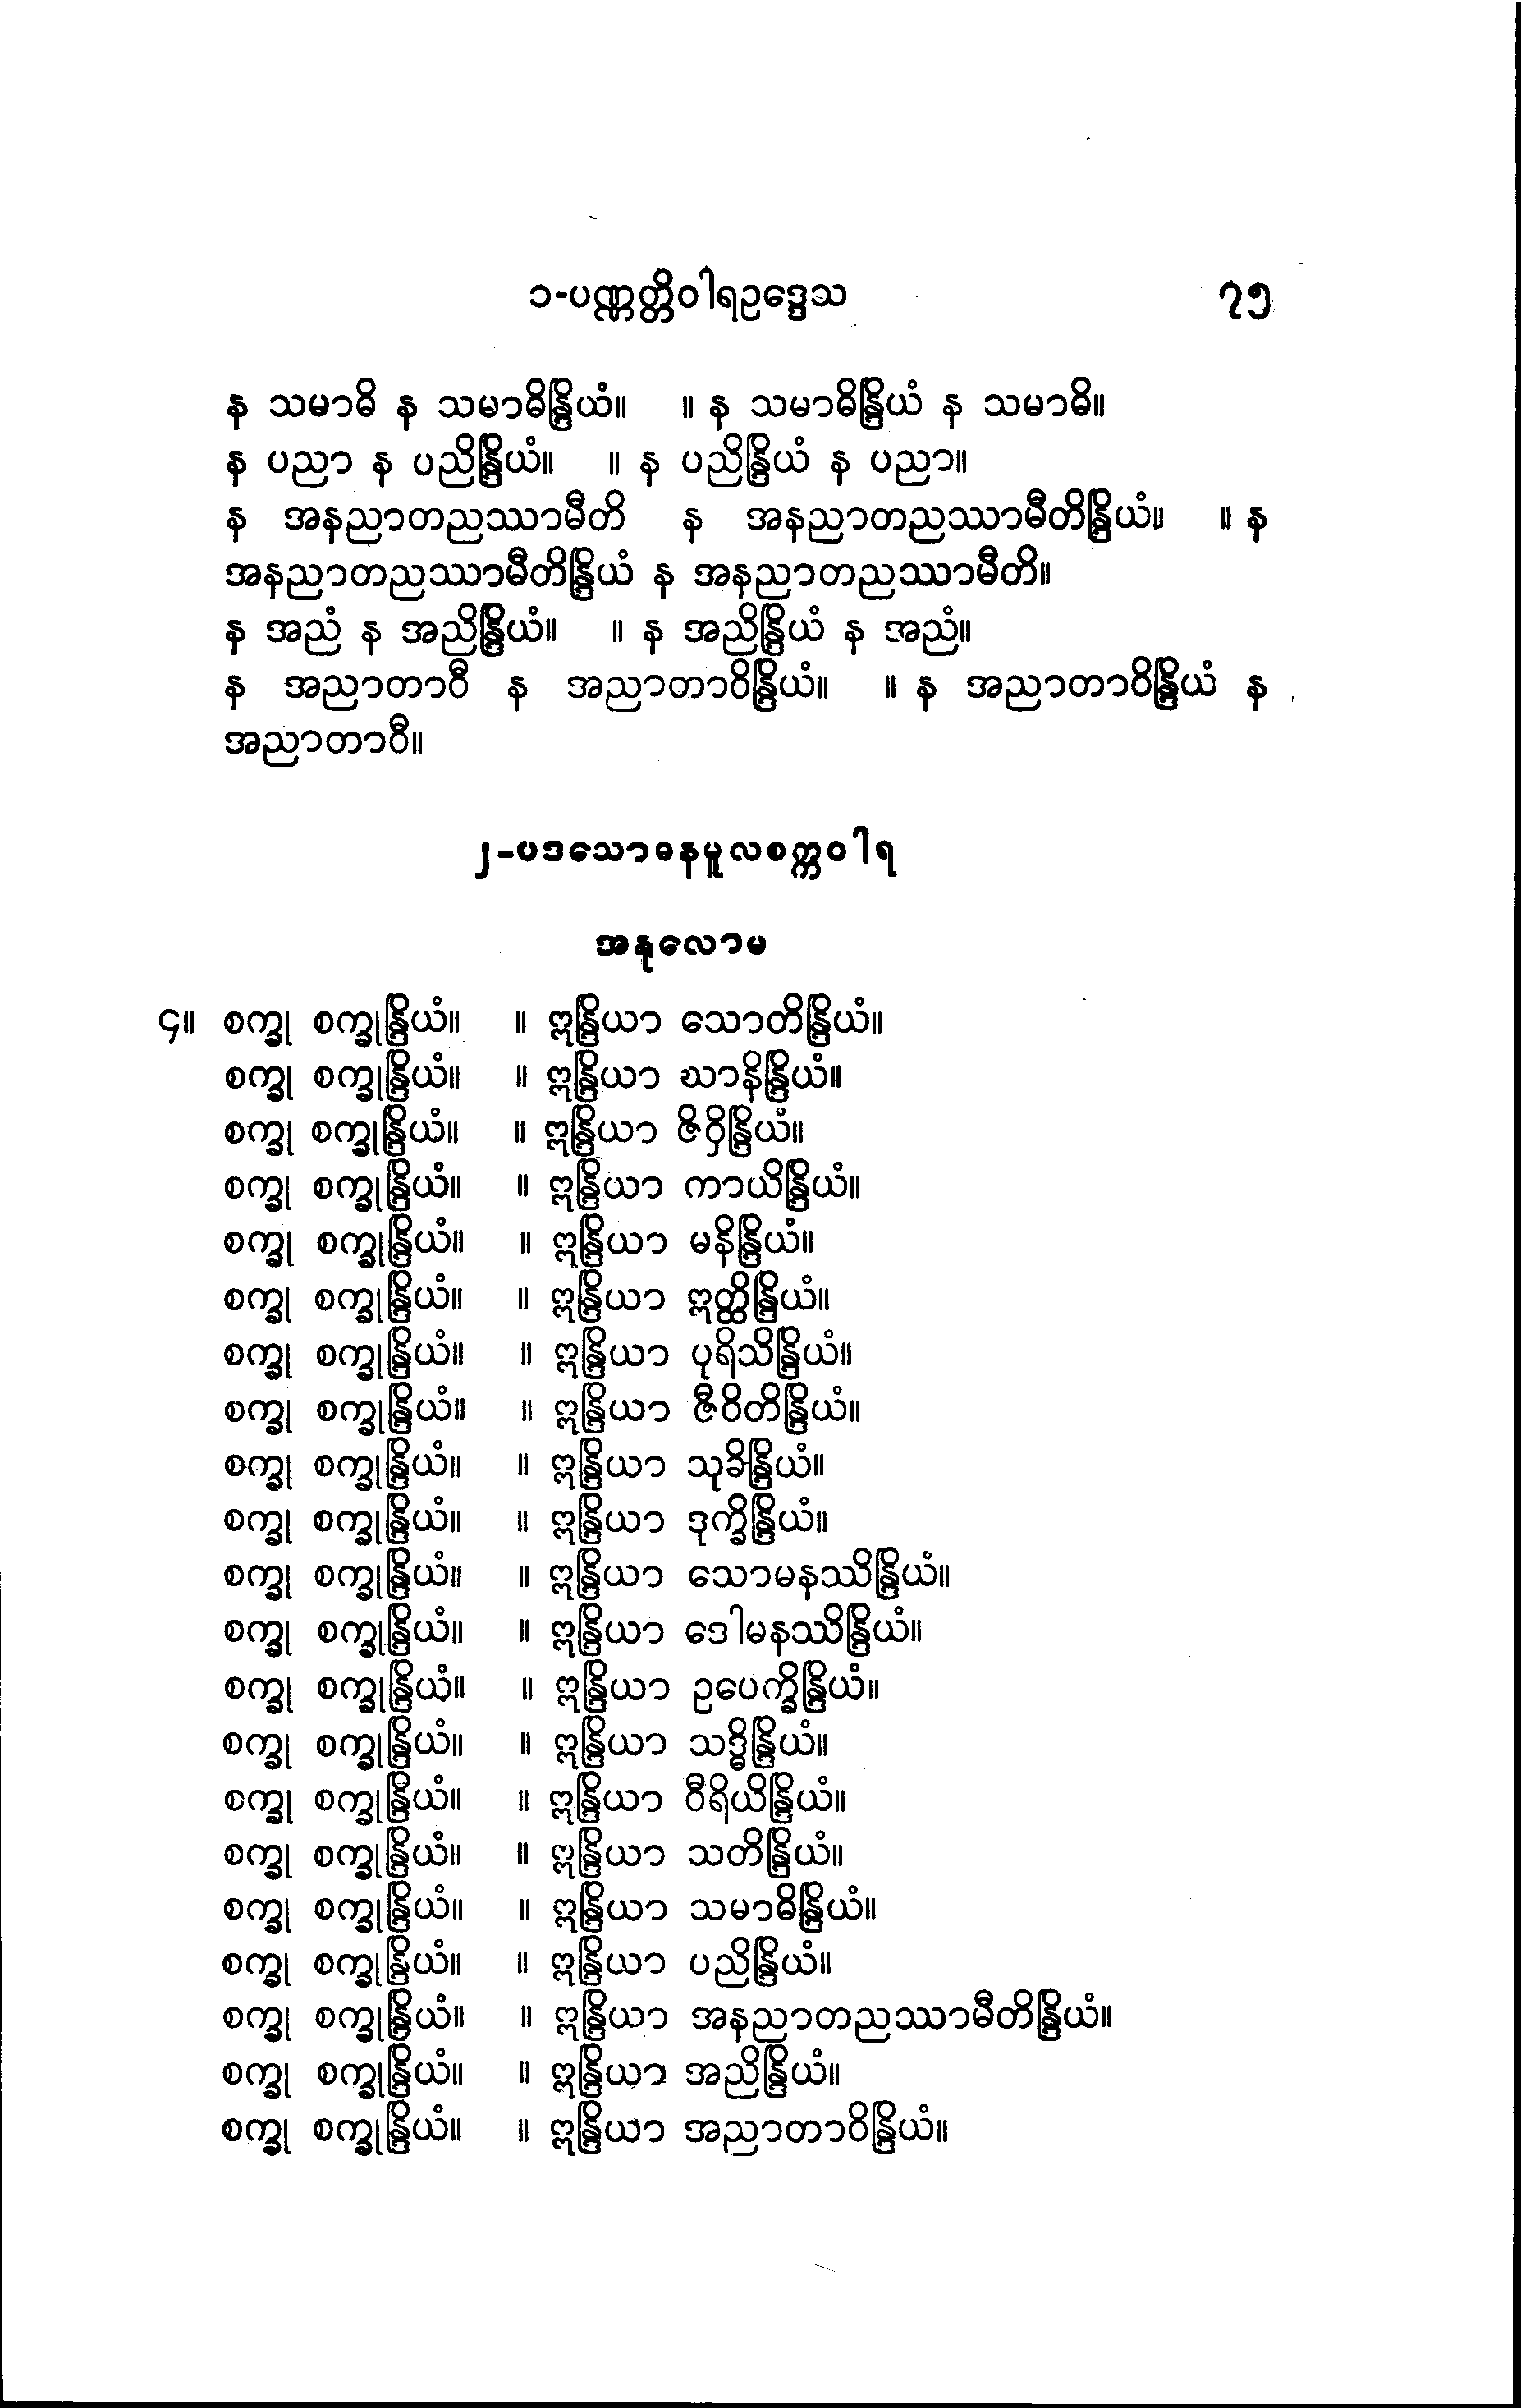 ၁-ပဏ္ဏတ္တိဝါရဥဒ္ဒေသ ၇၅
န သမာဓိ န သမာဓိန္ဒြိယံ။ ။ န သမာဓိန္ဒြိယံ န သမာဓိ။
န ပညာ န ပညိန္ဒြိယံ။ ။ န ပညိန္ဒြိယံ န ပညာ။
န အနညာတညဿာမီတိ န အနညာတညဿာမီတိန္ဒြိယံ။ ။ န
အနညာတညဿာမီတိန္ဒြိယံ န အနညာတညဿာမီတိ။
န အညံ န အညိန္ဒြိယံ။ ။ န အညိန္ဒြိယံ န အညံ။
န အညာတာဝီ န အညာတာဝိန္ဒြိယံ။ ။ န အညာတာဝိန္ဒြိယံ န
အညာတာဝီ။
၂-ပဒသောဓနမူလစက္ကဝါရ
အနုလောမ
၄။ စက္ခု စက္ခုန္ဒြိယံ။ ။ ဣန္ဒြိယာ သောတိန္ဒြိယံ။
စက္ခု စက္ခုန္ဒြိယံ။ ။ ဣန္ဒြိယာ ဃာနိန္ဒြိယံ။
စက္ခု စက္ခုန္ဒြိယံ။ ။ ဣန္ဒြိယာ ဇိဝှိန္ဒြိယံ။
စက္ခု စက္ခုန္ဒြိယံ။ ။ ဣန္ဒြိယာ ကာယိန္ဒြိယံ။
စက္ခု စက္ခုန္ဒြိယံ။ ။ ဣန္ဒြိယာ မနိန္ဒြိယံ။
စက္ခု စက္ခုန္ဒြိယံ။ ။ ဣန္ဒြိယာ ဣတ္ထိန္ဒြိယံ။
စက္ခု စက္ခုန္ဒြိယံ။ ။ ဣန္ဒြိယာ ပုရိသိန္ဒြိယံ။
စက္ခု စက္ခုန္ဒြိယံ။ ။ ဣန္ဒြိယာ ဇီဝိတိန္ဒြိယံ။
စက္ခု စက္ခုန္ဒြိယံ။ ။ ဣန္ဒြိယာ သုခိန္ဒြိယံ။
စက္ခု စက္ခုန္ဒြိယံ။ ။ ဣန္ဒြိယာ ဒုက္ခိန္ဒြိယံ။
စက္ခု စက္ခုန္ဒြိယံ။ ။ ဣန္ဒြိယာ သောမနဿိန္ဒြိယံ။
စက္ခု စက္ခုန္ဒြိယံ။ ။ ဣန္ဒြိယာ ဒေါမနဿိန္ဒြိယံ။
စက္ခု စက္ခုန္ဒြိယံ။ ။ ဣန္ဒြိယာ ဥပေက္ခိန္ဒြိယံ။
စက္ခု စက္ခုန္ဒြိယံ။ ။ ဣန္ဒြိယာ သဒ္ဓိန္ဒြိယံ။
စက္ခု စက္ခုန္ဒြိယံ။ ။ ဣန္ဒြိယာ ဝီရိယိန္ဒြိယံ။
စက္ခု စက္ခုန္ဒြိယံ။ ။ ဣန္ဒြိယာ သတိန္ဒြိယံ။
စက္ခု စက္ခုန္ဒြိယံ။ ။ ဣန္ဒြိယာ သမာဓိန္ဒြိယံ။
စက္ခု စက္ခုန္ဒြိယံ။ ။ ဣန္ဒြိယာ ပညိန္ဒြိယံ။
စက္ခု စက္ခုန္ဒြိယံ။ ။ ဣန္ဒြိယာ အနညာတညဿာမီတိန္ဒြိယံ။
စက္ခု စက္ခုန္ဒြိယံ။ ။ ဣန္ဒြိယာ အညိန္ဒြိယံ။
စက္ခု စက္ခုန္ဒြိယံ။ ။ ဣန္ဒြိယာ အညာတာဝိန္ဒြိယံ။